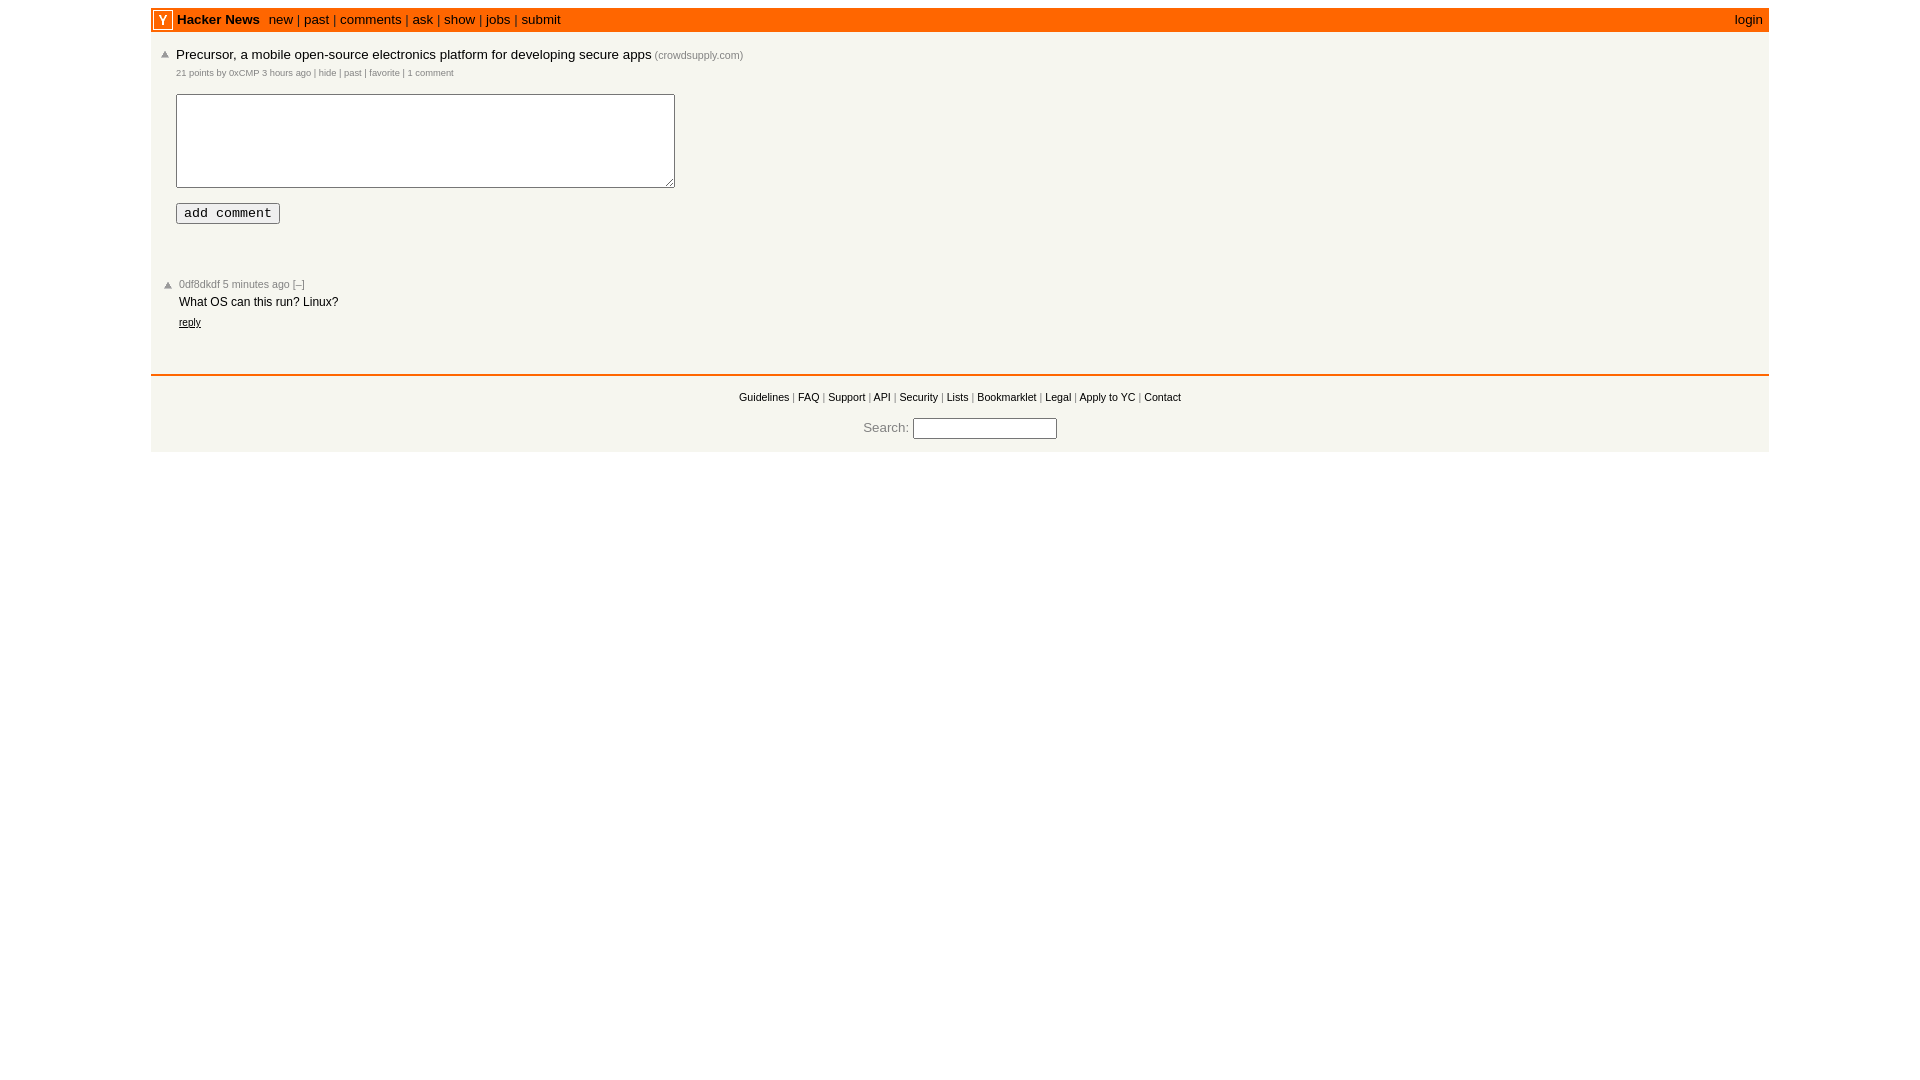 Y Hacker News new | past | comments | ask | show | jobs | submit login
Precursor, a mobile open-source electronics platform for developing secure apps (crowdsupply.com)
21 points by 0xCMP 3 hours ago | hide | past | favorite | 1 comment
add comment
0df8dkdf 5 minutes ago [–]
What OS can this run? Linux?
reply
Guidelines | FAQ | Support | API | Security | Lists | Bookmarklet | Legal | Apply to YC | Contact
Search: